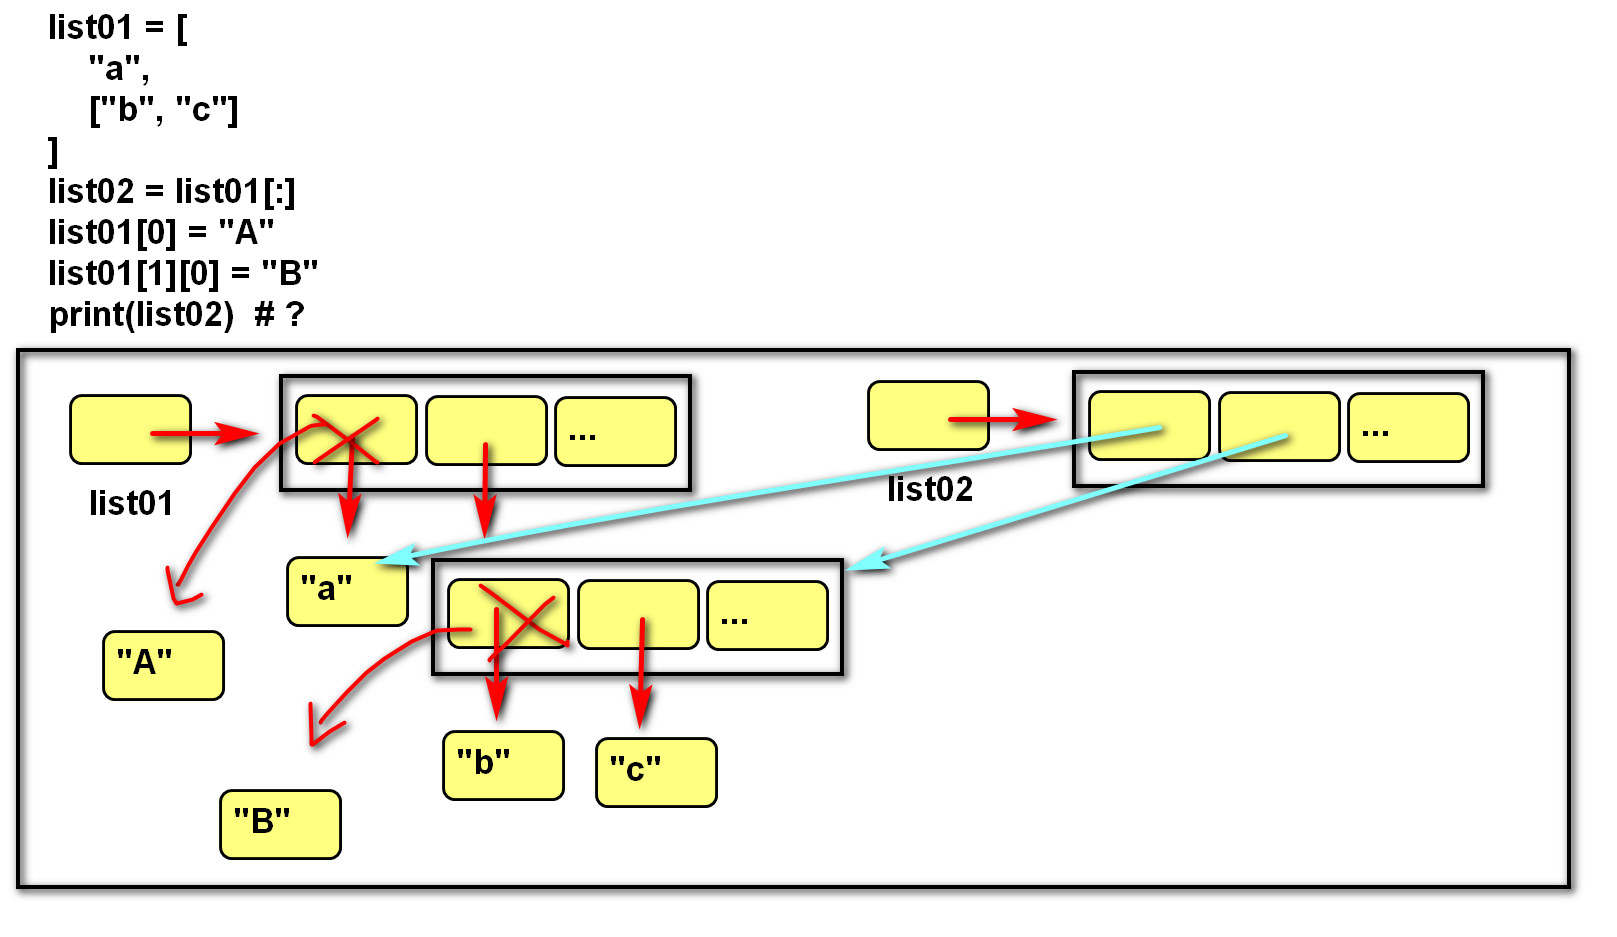 list01 = [
    "a",
    ["b", "c"]
]
list02 = list01[:]
list01[0] = "A"
list01[1][0] = "B"
print(list02)  # ?
...
...
list01
list02
"a"
...
"A"
"b"
"c"
"B"